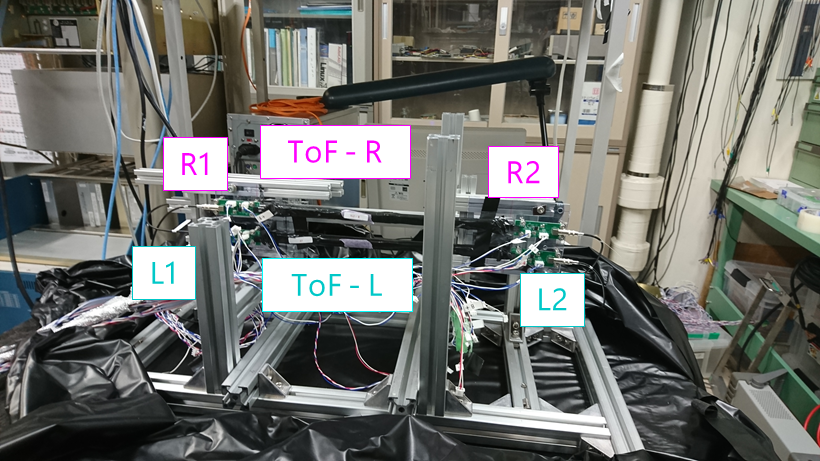 R1
ToF - R
R2
L1
ToF - L
L2